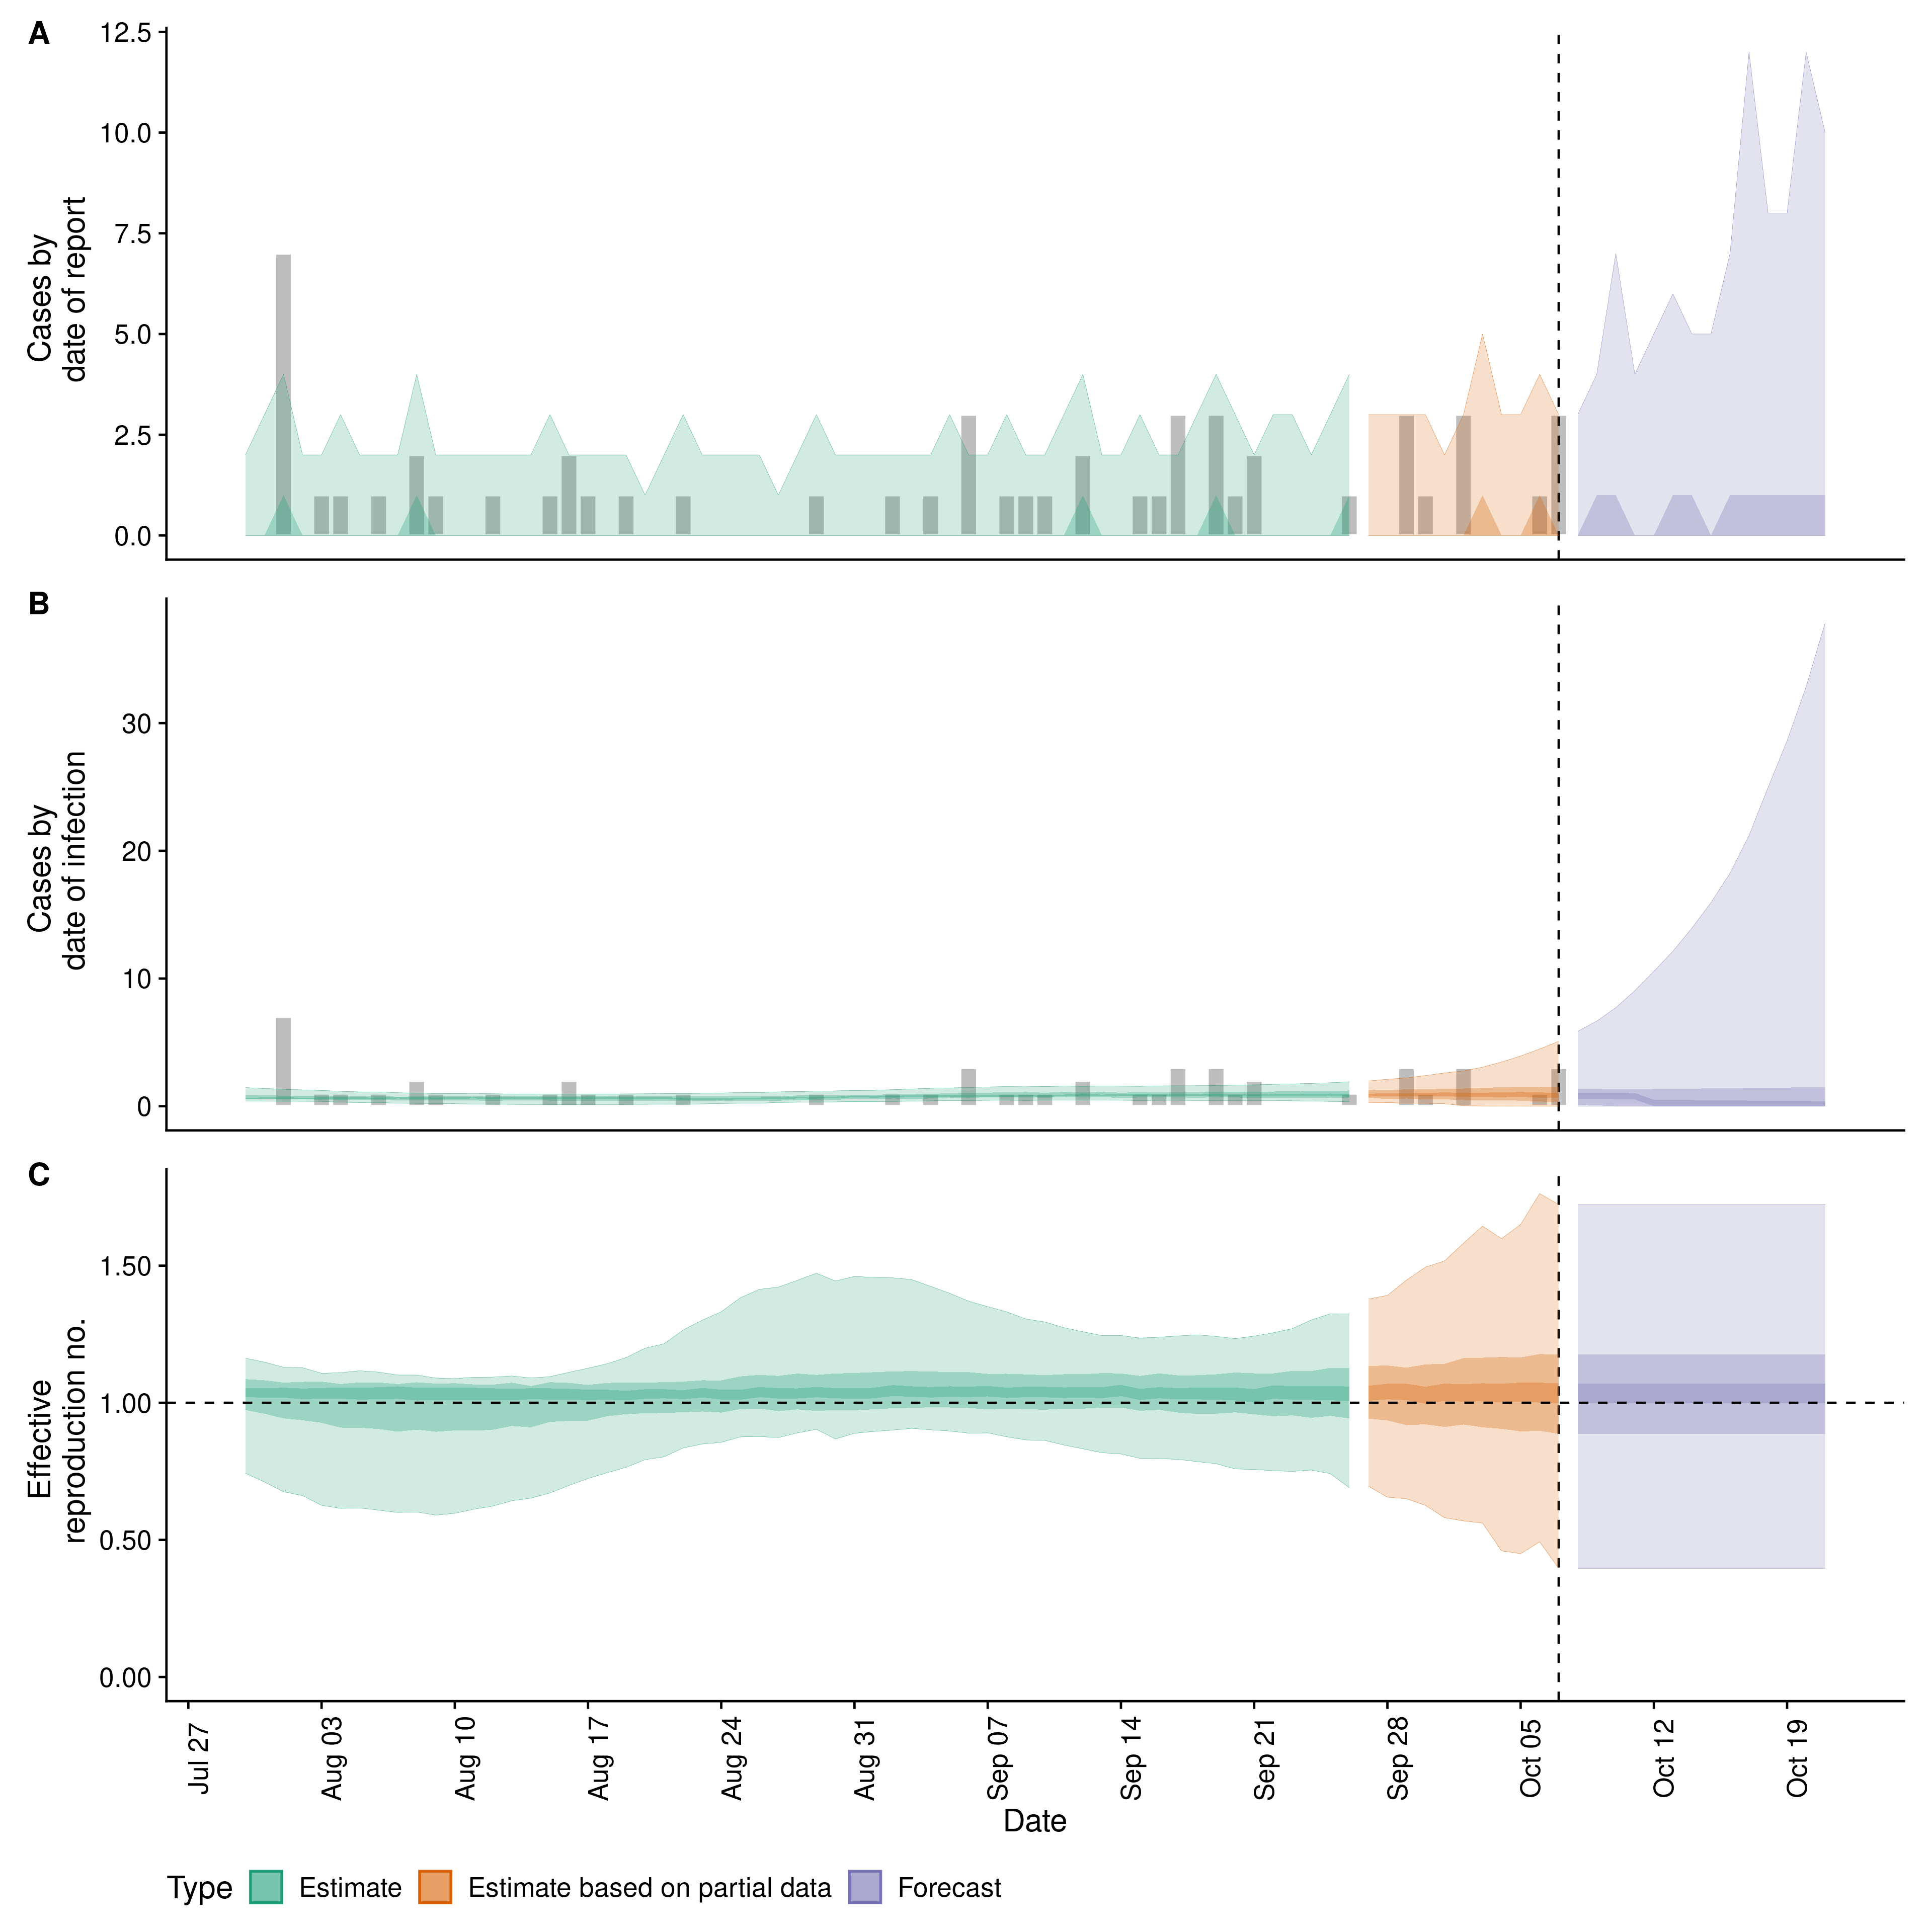 A
12.5
10.0
7.5
5.0
2.5
0.0
Cases by
date of report
B
30
20
10
0
Cases by
date of infection
C
1.50
1.00
0.50
0.00
Effective
reproduction no.
Jul 27
Aug 03
Aug 10
Aug 17
Aug 24
Aug 31
Sep 07
Sep 14
Sep 21
Sep 28
Oct 05
Oct 12
Oct 19
Date
Type Estimate Estimate based on partial data Forecast